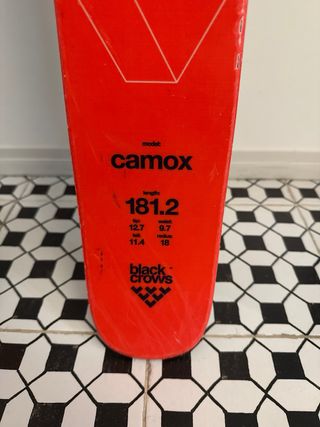 model:
camox
length:
181.2
tip: waist:
12.7 9.7
tail: radius:
11.4 18
black
crows